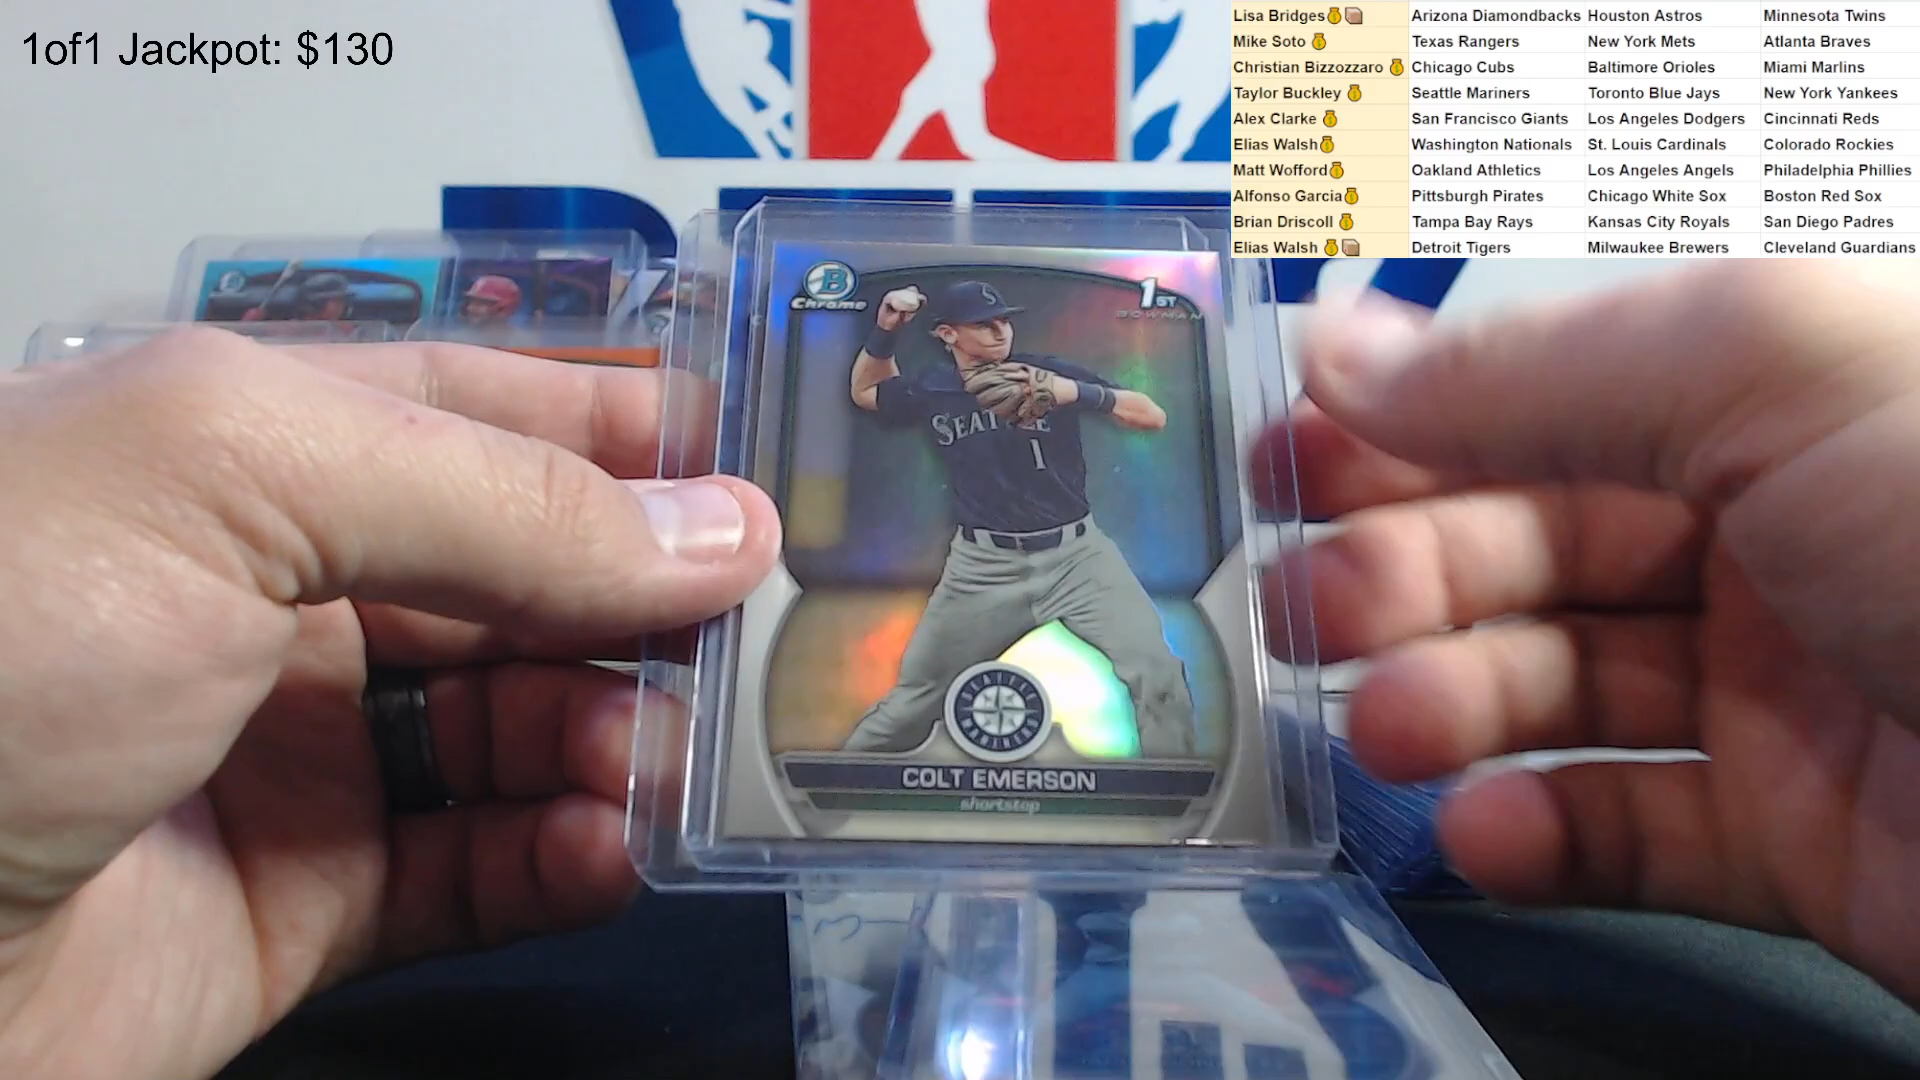 1of1 Jackpot: $130
Lisa Bridges Arizona Diamondbacks Houston Astros Minnesota Twins
Mike Soto Texas Rangers New York Mets Atlanta Braves
Christian Bizzozzaro Chicago Cubs Baltimore Orioles Miami Marlins
Taylor Buckley Seattle Mariners Toronto Blue Jays New York Yankees
Alex Clarke San Francisco Giants Los Angeles Dodgers Cincinnati Reds
Elias Walsh Washington Nationals St. Louis Cardinals Colorado Rockies
Matt Wofford Oakland Athletics Los Angeles Angels Philadelphia Phillies
Alfonso Garcia Pittsburgh Pirates Chicago White Sox Boston Red Sox
Brian Driscoll Tampa Bay Rays Kansas City Royals San Diego Padres
Elias Walsh Detroit Tigers Milwaukee Brewers Cleveland Guardians
B
Chrome
1ST
BOWMAN
S
1
SEATTLE
MARINERS
COLT EMERSON
shortstop